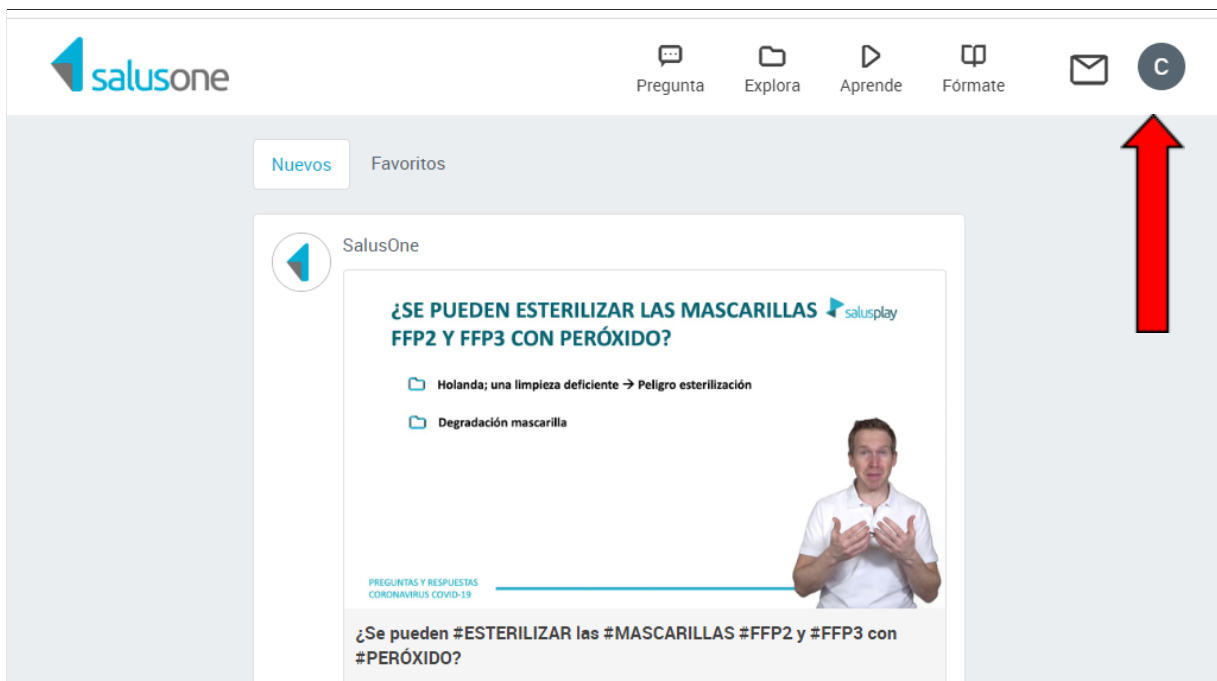 salusone
Pregunta
Explora
Aprende
Fórmate
C
Nuevos
Favoritos
SalusOne
¿SE PUEDEN ESTERILIZAR LAS MASCARILLAS
FFP2 Y FFP3 CON PERÓXIDO?
salusplay
Holanda; una limpieza deficiente → Peligro esterilización
Degradación mascarilla
PREGUNTAS Y RESPUESTAS
CORONAVIRUS COVID-19
¿Se pueden #ESTERILIZAR las #MASCARILLAS #FFP2 y #FFP3 con
#PERÓXIDO?